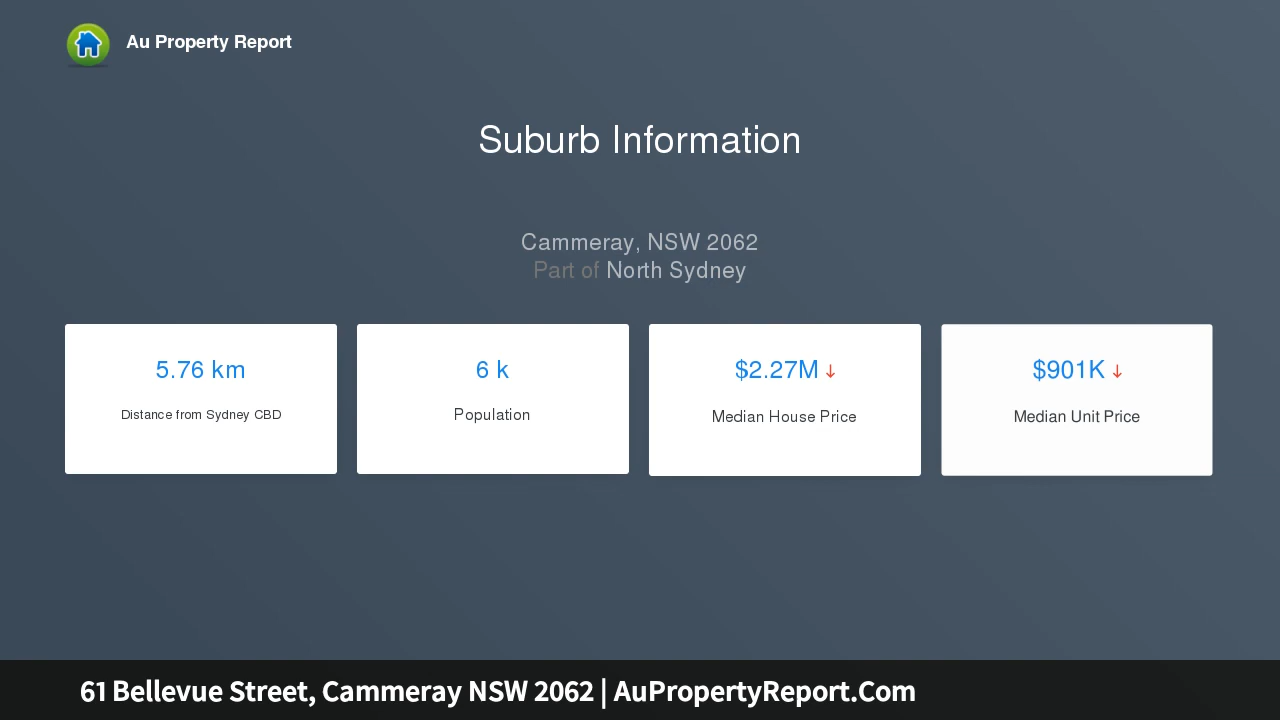 Au Property Report
Suburb Information
Cammeray, NSW 2062
Part of North Sydney
5.76 km
Distance from Sydney CBD
6 k
Population
$2.27M ↓
Median House Price
$901K ↓
Median Unit Price
61 Bellevue Street, Cammeray NSW 2062 | AuPropertyReport.Com